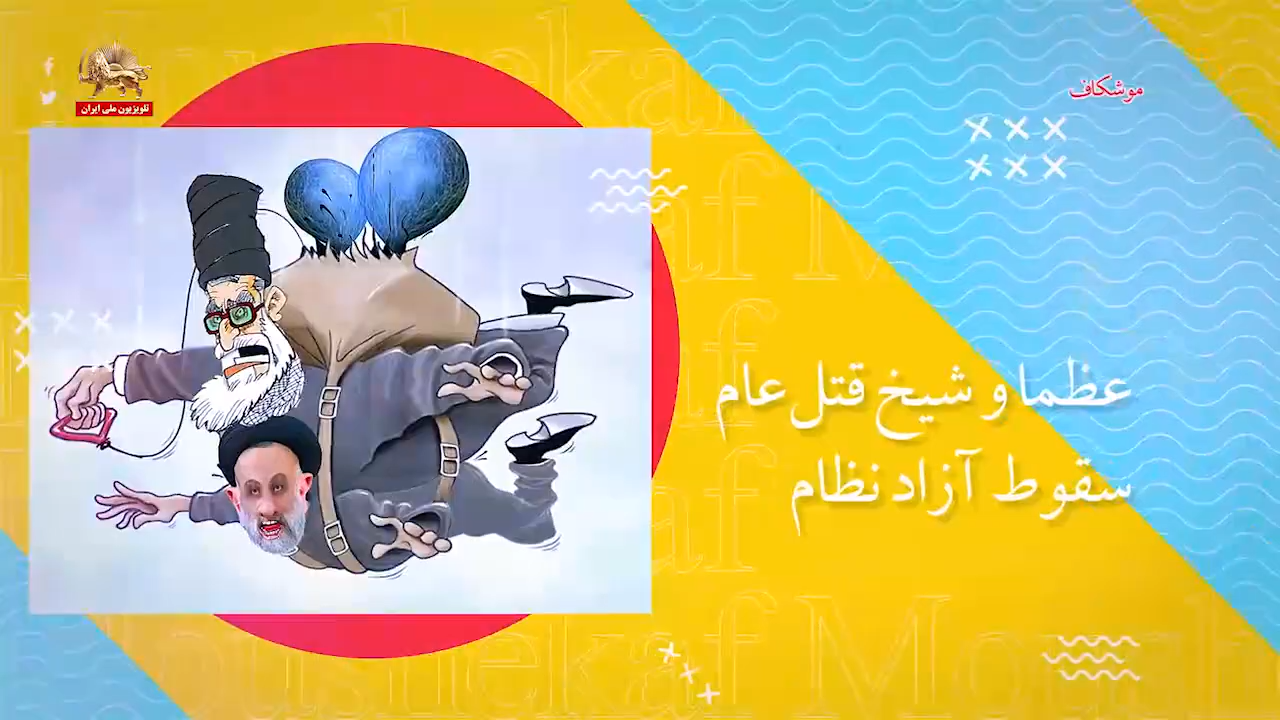 تلویزیون ملی ایران
موشکاف
عظما و شیخ قتل عام
سقوط آزاد نظام